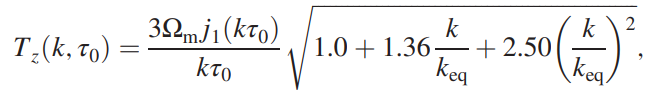 T_z(k, τ_0) = \frac{3Ω_m j_1(kτ_0)}{kτ_0} \sqrt{1.0 + 1.36 \frac{k}{k_{eq}} + 2.50 \left( \frac{k}{k_{eq}} \right)^2},